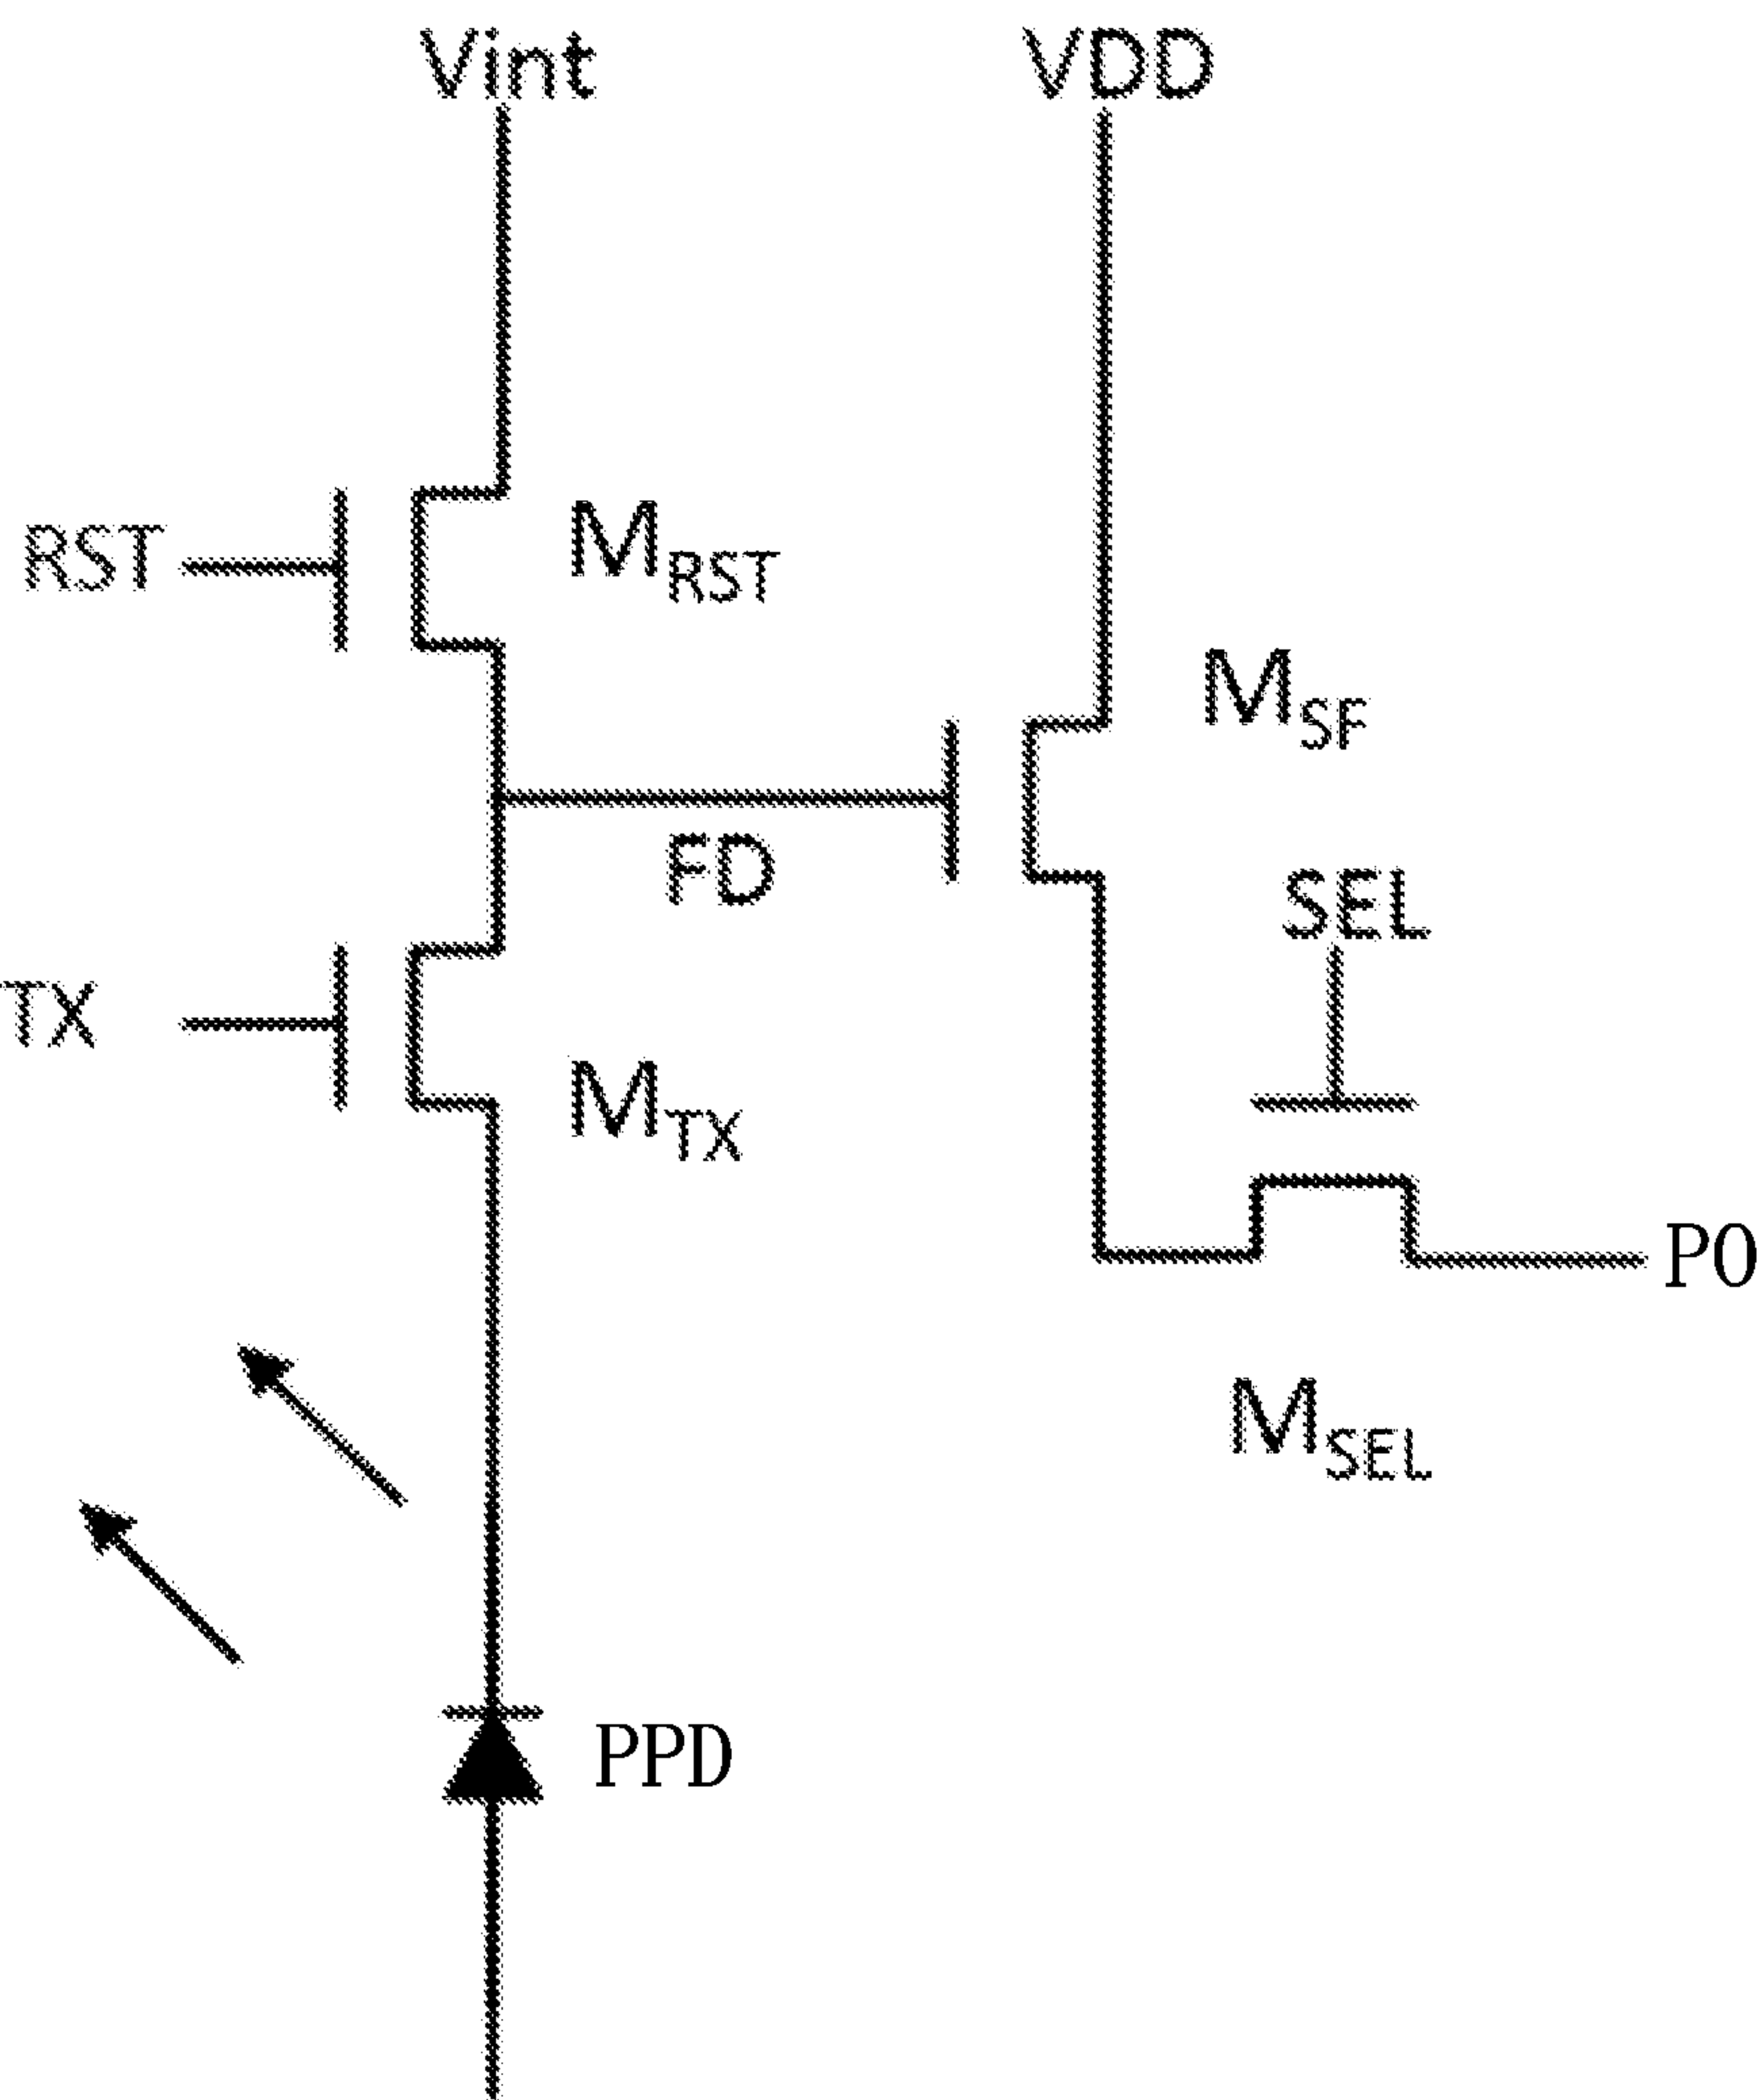 Vint VDD
RST MRST
MSF
FD SEL
TX MTX
PO
MSEL
PPD